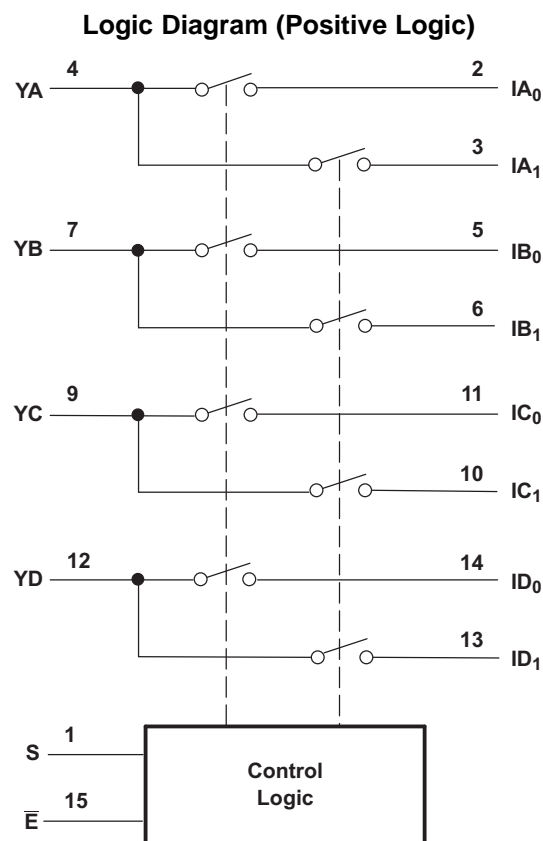 Logic Diagram (Positive Logic)
YA 4 2 IA₀
3 IA₁
YB 7 5 IB₀
6 IB₁
YC 9 11 IC₀
10 IC₁
YD 12 14 ID₀
13 ID₁
S 1
E̅ 15
Control
Logic